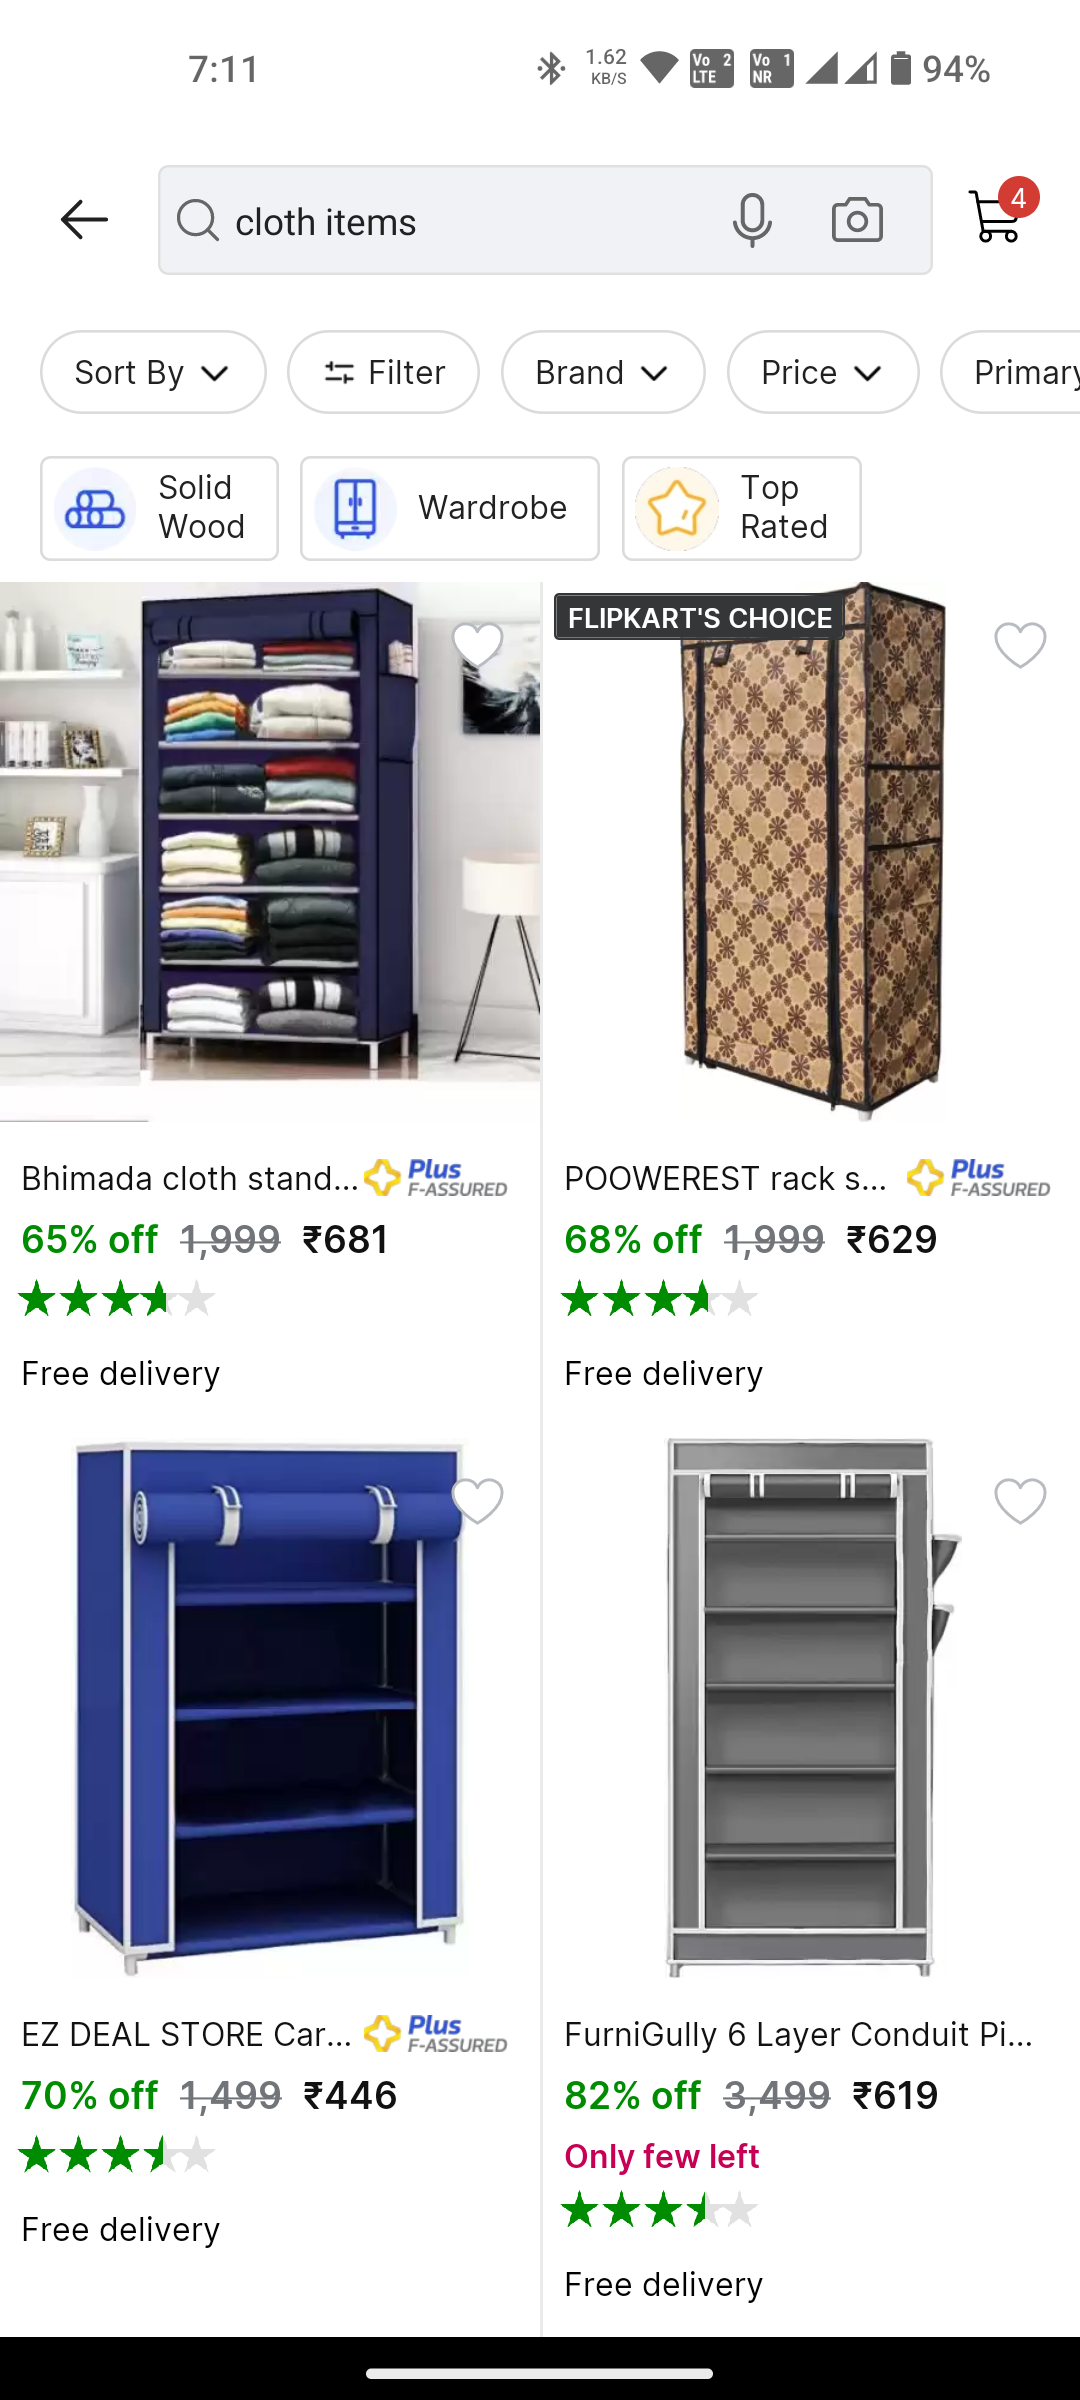 7:11
1.62
KB/S
Vo 2
LTE
Vo 1
NR
94%
cloth items
4
Sort By
Filter
Brand
Price
Primary
Solid
Wood
Wardrobe
Top
Rated
FLIPKART'S CHOICE
Bhimada cloth stand...
Plus
F-ASSURED
65% off 1,999 ₹681
Free delivery
POOWEREST rack s...
Plus
F-ASSURED
68% off 1,999 ₹629
Free delivery
EZ DEAL STORE Car...
Plus
F-ASSURED
70% off 1,499 ₹446
Free delivery
FurniGully 6 Layer Conduit Pi...
82% off 3,499 ₹619
Only few left
Free delivery